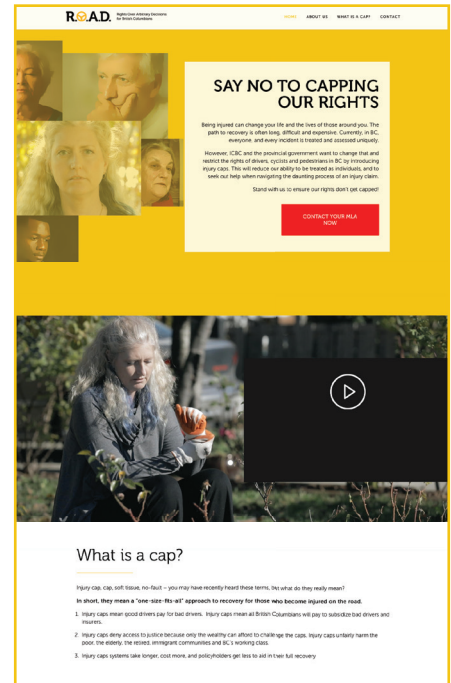 R.O.A.D. Rights Over Arbitrary Decisions
for British Columbians
HOME ABOUT US WHAT IS A CAP? CONTACT
SAY NO TO CAPPING
OUR RIGHTS
Being injured can change your life and the lives of those around you. The
path to recovery is often long, difficult and expensive. Currently, in BC,
everyone, and every incident is treated and assessed uniquely.
However, ICBC and the provincial government want to change that and
restrict the rights of drivers, cyclists and pedestrians in BC by introducing
injury caps. This will reduce our ability to be treated as individuals, and to
seek out help when navigating the daunting process of an injury claim.
Stand with us to ensure our rights don't get capped!
CONTACT YOUR MLA
NOW
What is a cap?
Injury cap, cap, soft tissue, no-fault – you may have recently heard these terms, but what do they really mean?
In short, they mean a "one-size-fits-all" approach to recovery for those who become injured on the road.
1. Injury caps mean good drivers pay for bad drivers. Injury caps mean all British Columbians will pay to subsidize bad drivers and
insurers.
2. Injury caps deny access to justice because only the wealthy can afford to challenge the caps. Injury caps unfairly harm the
poor, the elderly, the retired, immigrant communities and BC's working class.
3. Injury caps systems take longer, cost more, and policyholders get less to aid in their full recovery